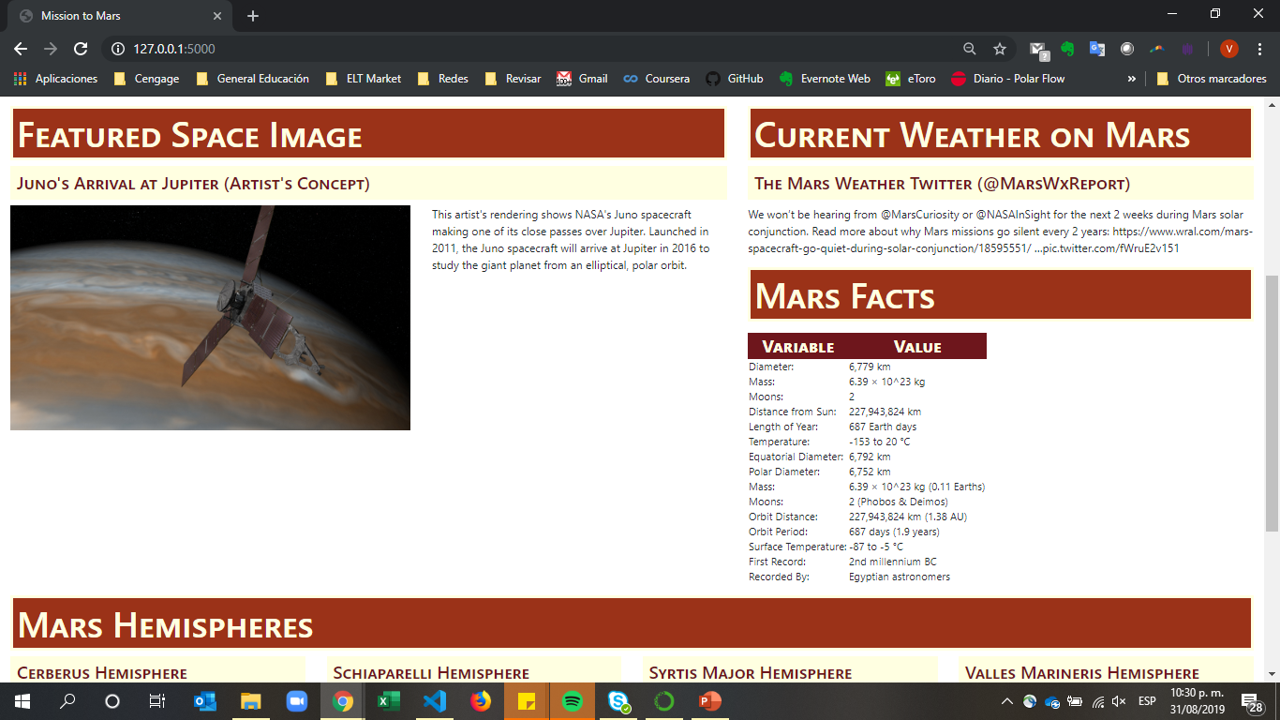 Mission to Mars
127.0.0.1:5000
?
V
Aplicaciones
Cengage
General Educación
ELT Market
Redes
Revisar
100+
Gmail
Coursera
GitHub
Evernote Web
eToro
Diario - Polar Flow
»
Otros marcadores
Featured Space Image
Juno's Arrival at Jupiter (Artist's Concept)
This artist's rendering shows NASA's Juno spacecraft
making one of its close passes over Jupiter. Launched in
2011, the Juno spacecraft will arrive at Jupiter in 2016 to
study the giant planet from an elliptical, polar orbit.
Current Weather on Mars
The Mars Weather Twitter (@MarsWxReport)
We won't be hearing from @MarsCuriosity or @NASAInSight for the next 2 weeks during Mars solar
conjunction. Read more about why Mars missions go silent every 2 years: https://www.wral.com/mars-
spacecraft-go-quiet-during-solar-conjunction/18595551/ …pic.twitter.com/fWruE2v151
Mars Facts
Variable Value
Diameter: 6,779 km
Mass: 6.39 × 10^23 kg
Moons: 2
Distance from Sun: 227,943,824 km
Length of Year: 687 Earth days
Temperature: -153 to 20 °C
Equatorial Diameter: 6,792 km
Polar Diameter: 6,752 km
Mass: 6.39 × 10^23 kg (0.11 Earths)
Moons: 2 (Phobos & Deimos)
Orbit Distance: 227,943,824 km (1.38 AU)
Orbit Period: 687 days (1.9 years)
Surface Temperature: -87 to -5 °C
First Record: 2nd millennium BC
Recorded By: Egyptian astronomers
Mars Hemispheres
Cerberus Hemisphere
Schiaparelli Hemisphere
Syrtis Major Hemisphere
Valles Marineris Hemisphere
ESP
10:30 p. m.
31/08/2019
28